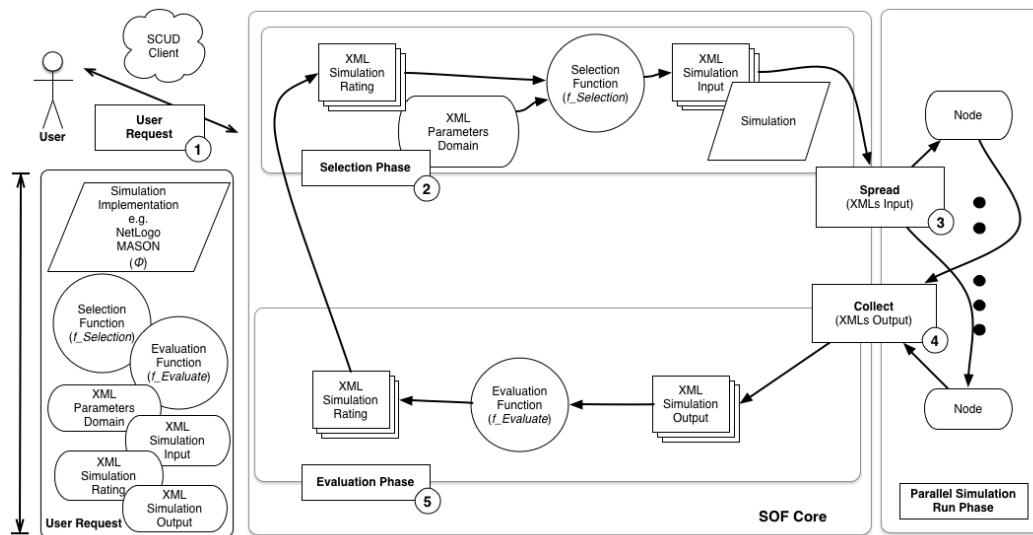 SCUD
Client
User
User
Request
1
Simulation
Implementation
e.g.
NetLogo
MASON
(Φ)
Selection
Function
(f_Selection)
Evaluation
Function
(f_Evaluate)
XML
Parameters
Domain
XML
Simulation
Input
XML
Simulation
Rating
XML
Simulation
Output
User Request
XML
Simulation
Rating
XML
Parameters
Domain
Selection
Function
(f_Selection)
XML
Simulation
Input
Simulation
Selection Phase
2
Spread
(XMLs Input)
3
Node
Collect
(XMLs Output)
4
Node
XML
Simulation
Rating
Evaluation
Function
(f_Evaluate)
XML
Simulation
Output
Evaluation Phase
5
SOF Core
Parallel Simulation
Run Phase